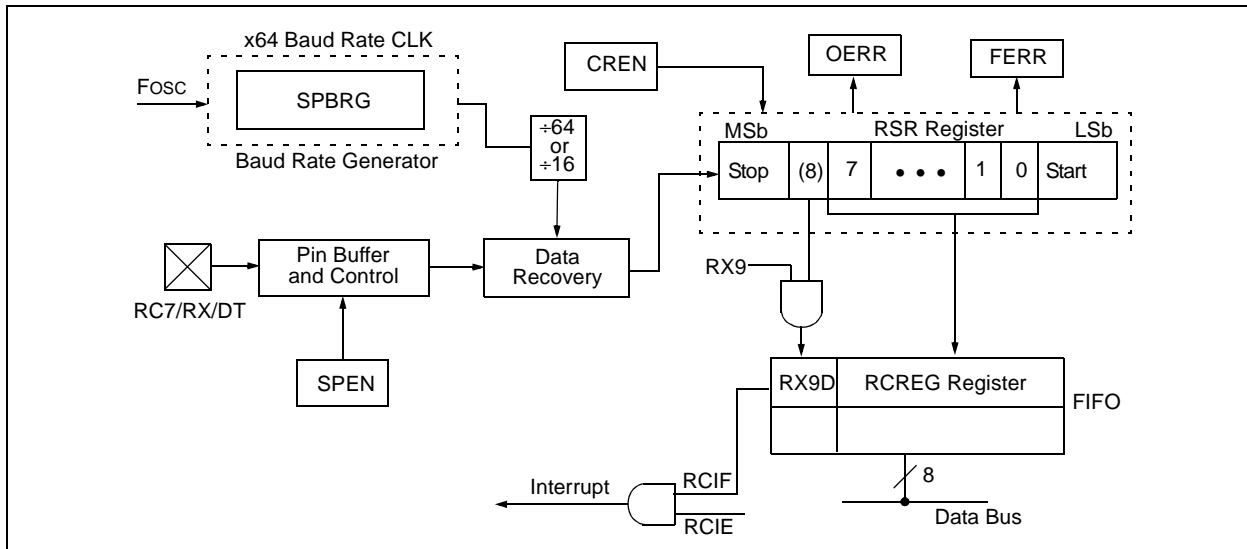 x64 Baud Rate CLK
FOSC
SPBRG
Baud Rate Generator
÷64
or
÷16
CREN
OERR
FERR
MSb
RSR Register
LSb
Stop
(8)
7
• • •
1
0
Start
RC7/RX/DT
Pin Buffer
and Control
Data
Recovery
SPEN
RX9
RX9D
RCREG Register
FIFO
8
Data Bus
Interrupt
RCIF
RCIE